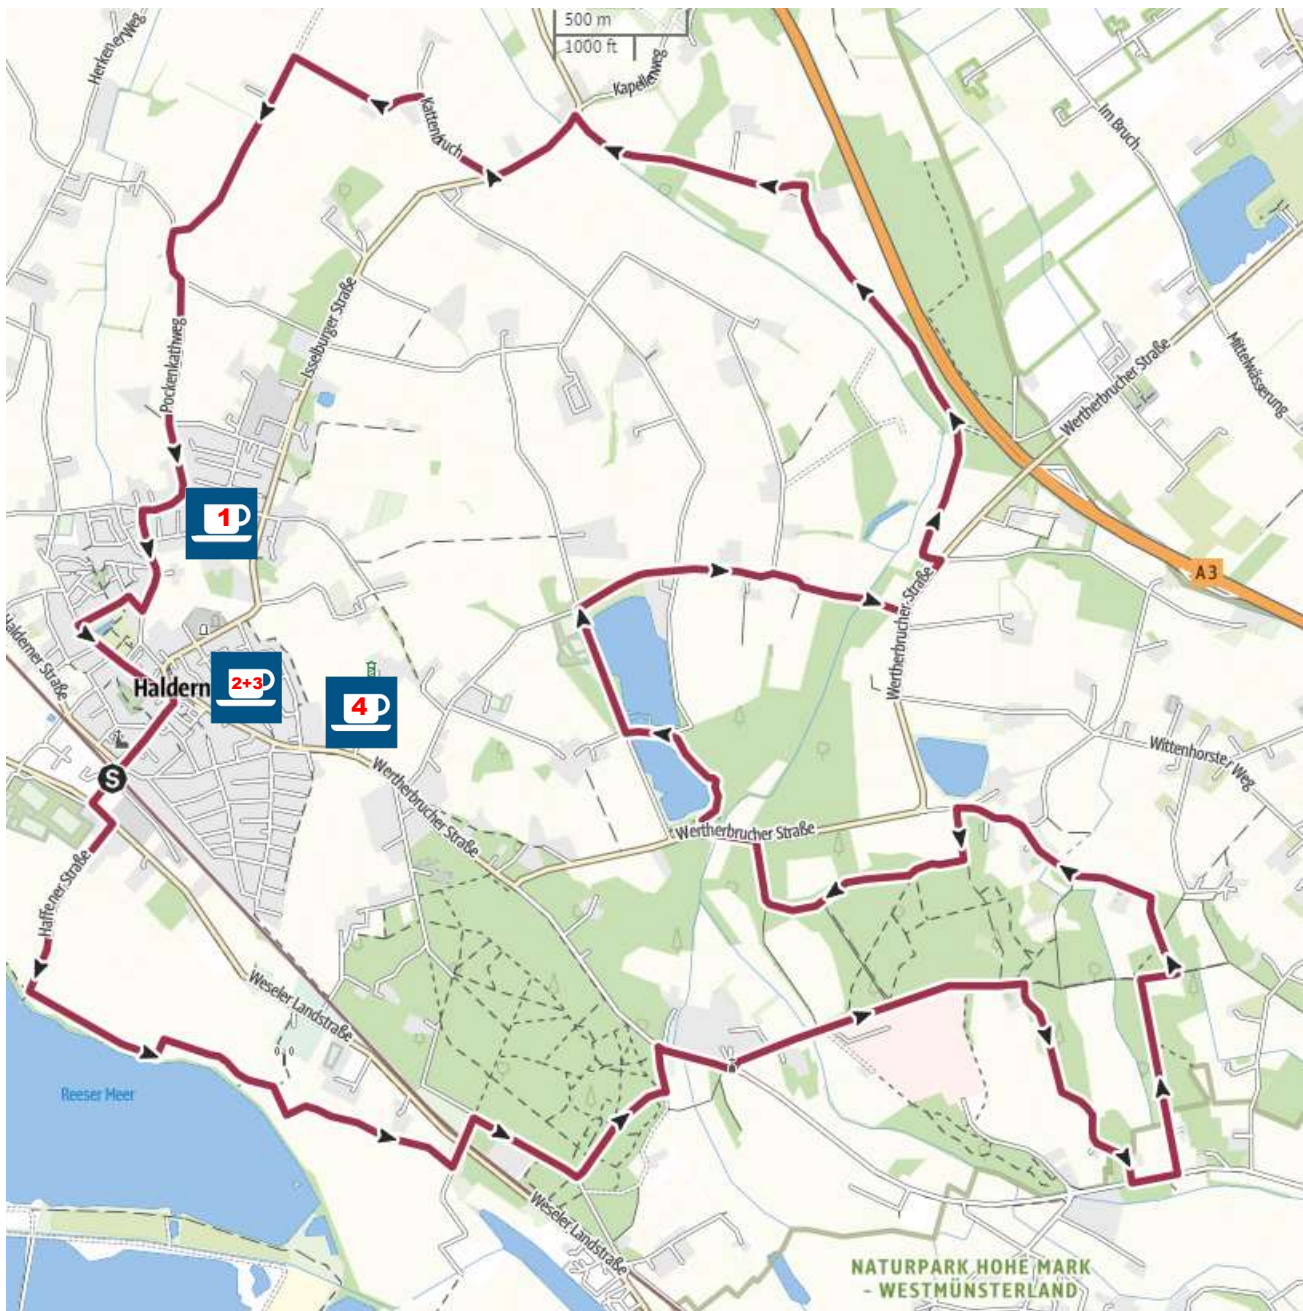 500 m
1000 ft
Herkener Weg
Kapellenweg
Kattenbruch
Im Bruch
Isselburger Straße
Pockenkathweg
Mittelwässerung
Wertherbrucher Straße
1
A3
Halderner Straße
Wertherbrucher Straße
Haldern
2+3
4
Wittenhorster Weg
S
Wertherbrucher Straße
Wertherbrucher Straße
Haffener Straße
Weseler Landstraße
Reeser Meer
Weseler Landstraße
NATURPARK HOHE MARK
- WESTMÜNSTERLAND